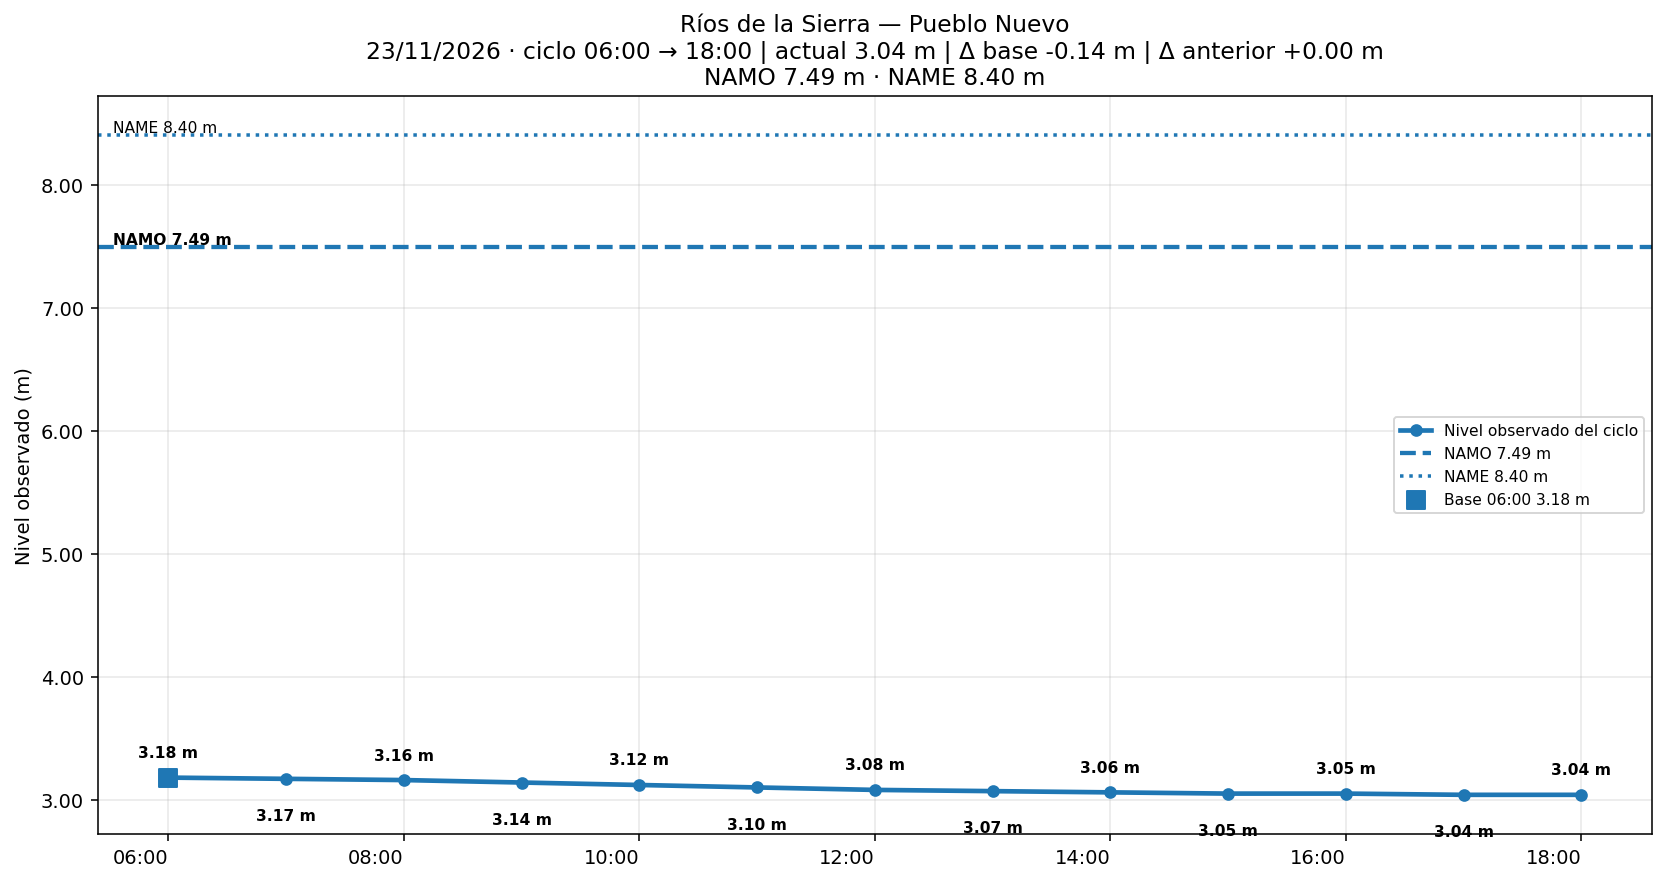 Ríos de la Sierra — Pueblo Nuevo
23/11/2026 · ciclo 06:00 → 18:00 | actual 3.04 m | Δ base -0.14 m | Δ anterior +0.00 m
NAMO 7.49 m · NAME 8.40 m
NAME 8.40 m
8.00
NAMO 7.49 m
7.00
6.00
5.00
4.00
3.00
Nivel observado (m)
Nivel observado del ciclo
NAMO 7.49 m
NAME 8.40 m
Base 06:00 3.18 m
3.18 m
3.17 m
3.16 m
3.14 m
3.12 m
3.10 m
3.08 m
3.07 m
3.06 m
3.05 m
3.05 m
3.04 m
3.04 m
06:00
08:00
10:00
12:00
14:00
16:00
18:00